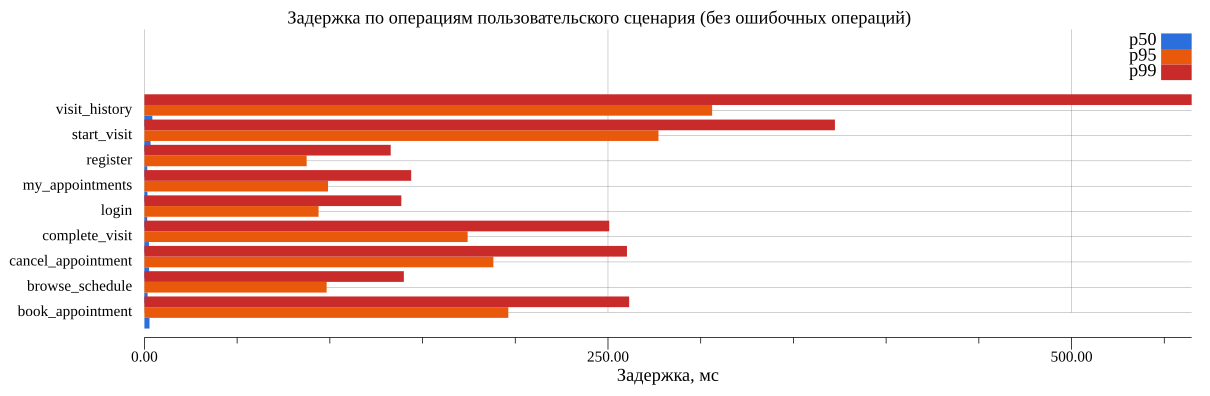 Задержка по операциям пользовательского сценария (без ошибочных операций)
p50
p95
p99
visit_history
start_visit
register
my_appointments
login
complete_visit
cancel_appointment
browse_schedule
book_appointment
0.00
250.00
500.00
Задержка, мс